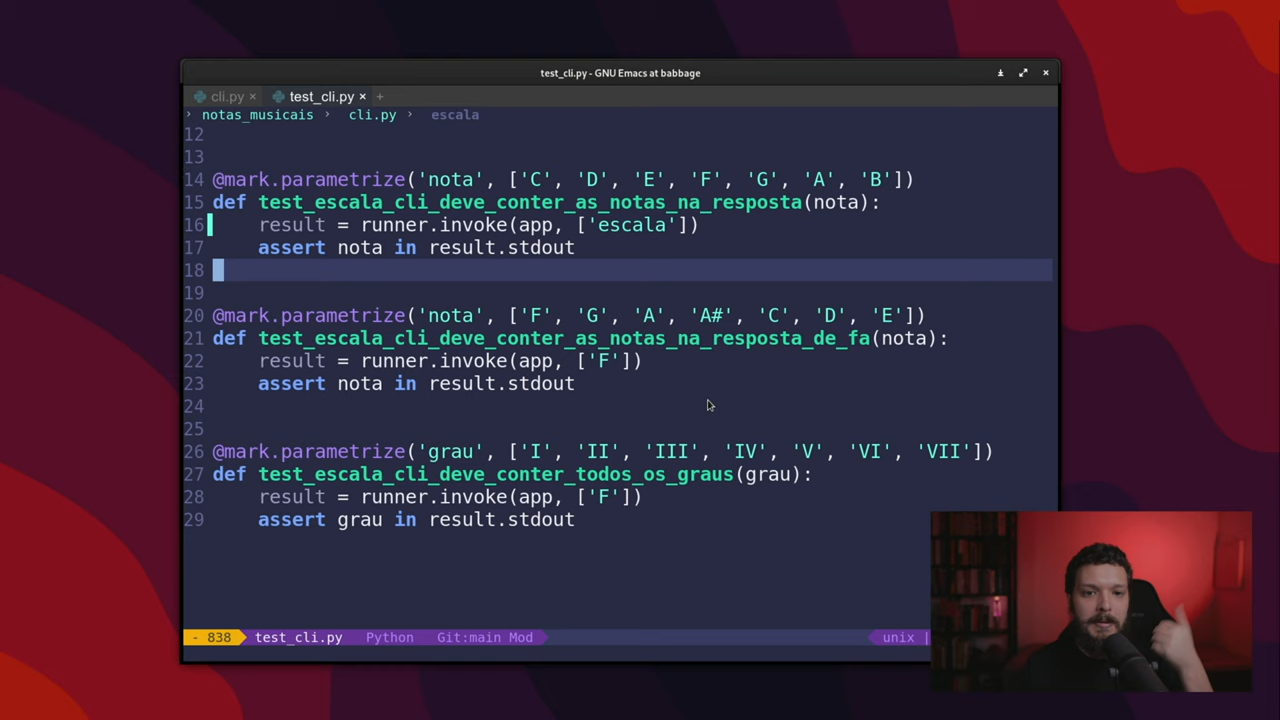 test_cli.py - GNU Emacs at babbage
cli.py × test_cli.py × +
› notas_musicais › cli.py › escala
12
13
14 @mark.parametrize('nota', ['C', 'D', 'E', 'F', 'G', 'A', 'B'])
15 def test_escala_cli_deve_conter_as_notas_na_resposta(nota):
16     result = runner.invoke(app, ['escala'])
17     assert nota in result.stdout
18
19
20 @mark.parametrize('nota', ['F', 'G', 'A', 'A#', 'C', 'D', 'E'])
21 def test_escala_cli_deve_conter_as_notas_na_resposta_de_fa(nota):
22     result = runner.invoke(app, ['F'])
23     assert nota in result.stdout
24
25
26 @mark.parametrize('grau', ['I', 'II', 'III', 'IV', 'V', 'VI', 'VII'])
27 def test_escala_cli_deve_conter_todos_os_graus(grau):
28     result = runner.invoke(app, ['F'])
29     assert grau in result.stdout
- 838 test_cli.py Python Git:main Mod unix |